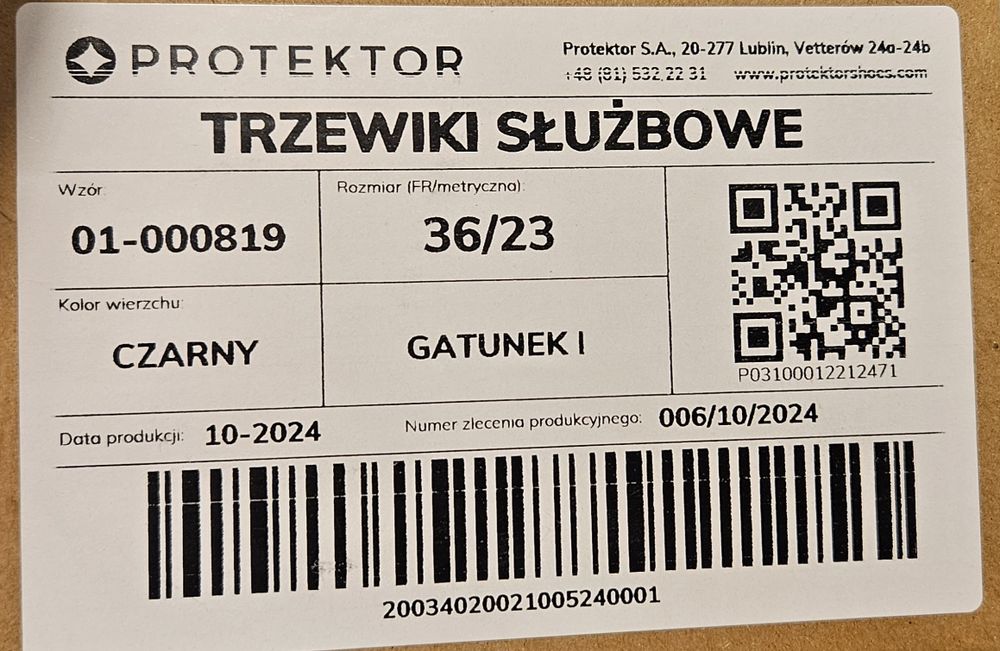 PROTEKTOR
Protektor S.A., 20-277 Lublin, Vetterów 24a-24b
+48 (81) 532 22 31 www.protektorshoes.com
TRZEWIKI SŁUŻBOWE
Wzór:
01-000819
Rozmiar (FR/metryczna):
36/23
Kolor wierzchu:
CZARNY
GATUNEK I
P03100012212471
Data produkcji: 10-2024
Numer zlecenia produkcyjnego: 006/10/2024
20034020021005240001